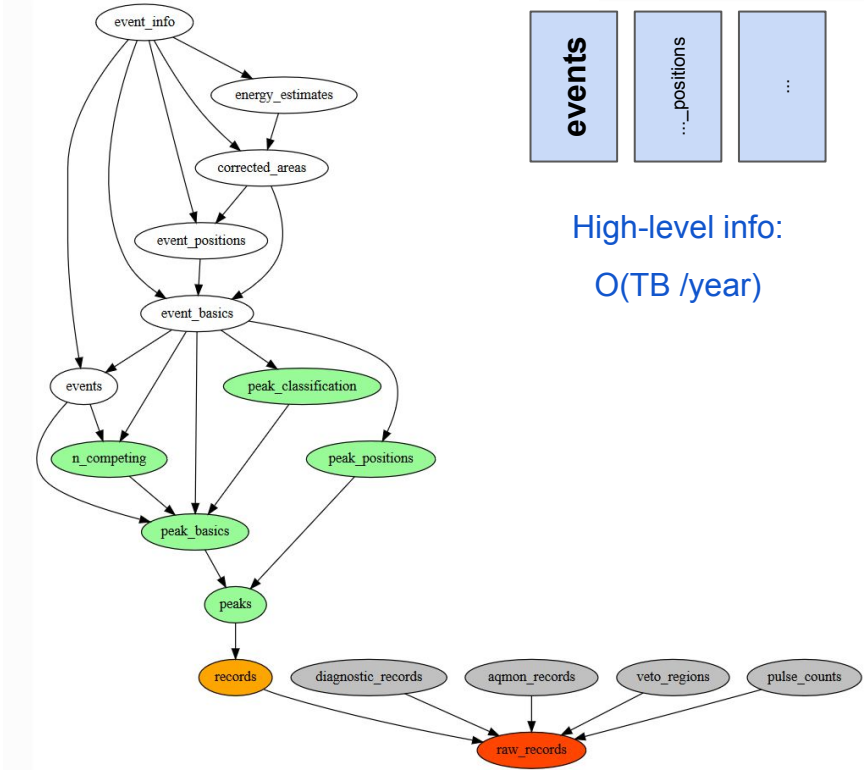 event_info
energy_estimates
corrected_areas
event_positions
event_basics
events
peak_classification
n_competing
peak_positions
peak_basics
peaks
records
diagnostic_records
aqmon_records
veto_regions
pulse_counts
raw_records
events
..._positions
...
High-level info:
O(TB /year)